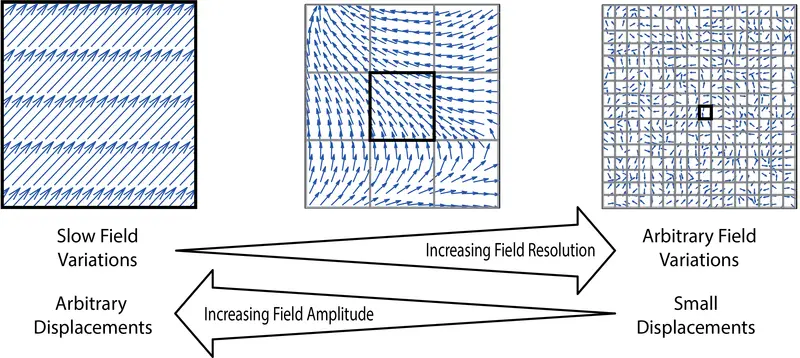 Slow Field
Variations
Increasing Field Resolution
Arbitrary Field
Variations
Arbitrary
Displacements
Increasing Field Amplitude
Small
Displacements